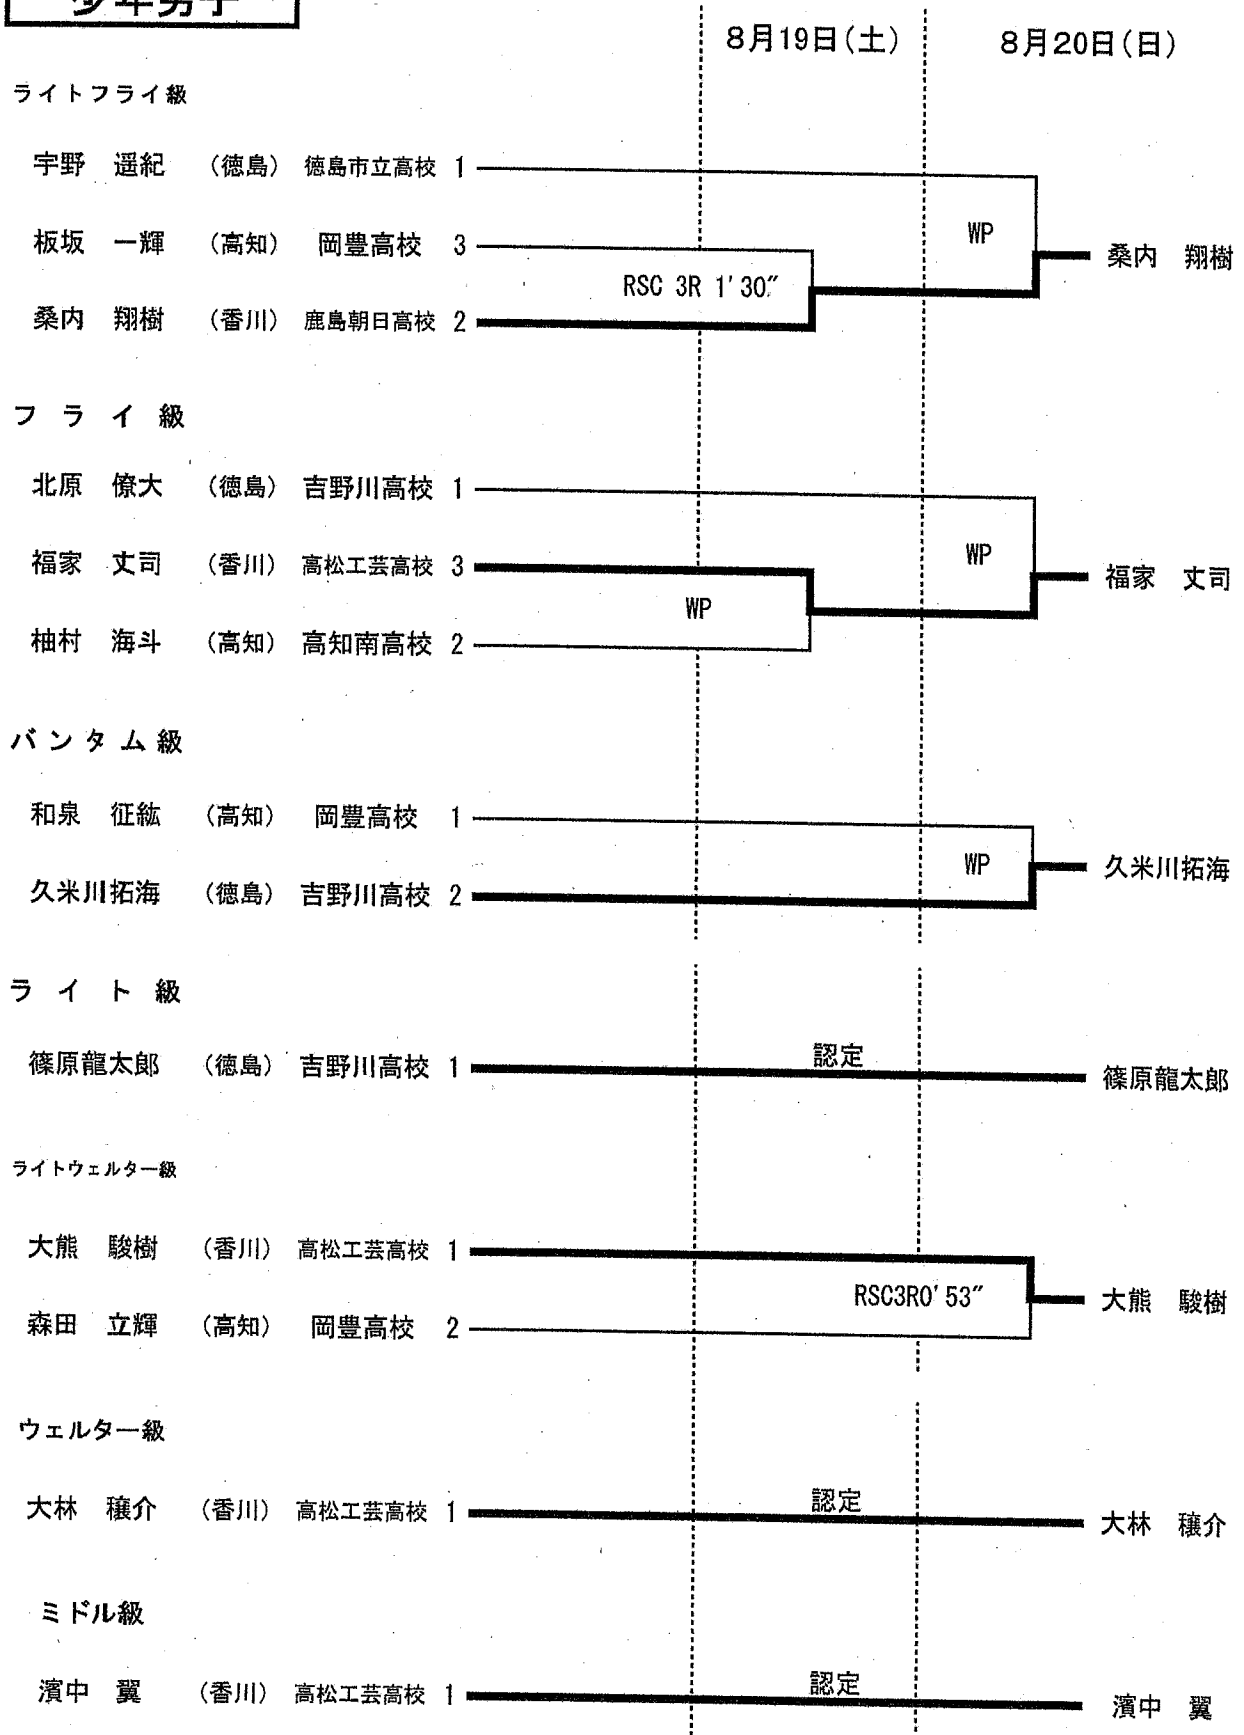 少年男子
8月19日(土) 8月20日(日)
ライトフライ級
宇野 遥紀 (徳島) 徳島市立高校 1
WP
板坂 一輝 (高知) 岡豊高校 3
桑内 翔樹
RSC 3R 1'30"
桑内 翔樹 (香川) 鹿島朝日高校 2
フライ級
北原 僚大 (徳島) 吉野川高校 1
WP
福家 丈司 (香川) 高松工芸高校 3
福家 丈司
WP
柚村 海斗 (高知) 高知南高校 2
バンタム級
和泉 征紘 (高知) 岡豊高校 1
WP
久米川拓海
久米川拓海 (徳島) 吉野川高校 2
ライト級
認定
篠原龍太郎 (徳島) 吉野川高校 1
篠原龍太郎
ライトウェルター級
大熊 駿樹 (香川) 高松工芸高校 1
RSC3R0'53"
大熊 駿樹
森田 立輝 (高知) 岡豊高校 2
ウェルター級
認定
大林 穣介 (香川) 高松工芸高校 1
大林 穣介
ミドル級
認定
濱中 翼 (香川) 高松工芸高校 1
濱中 翼